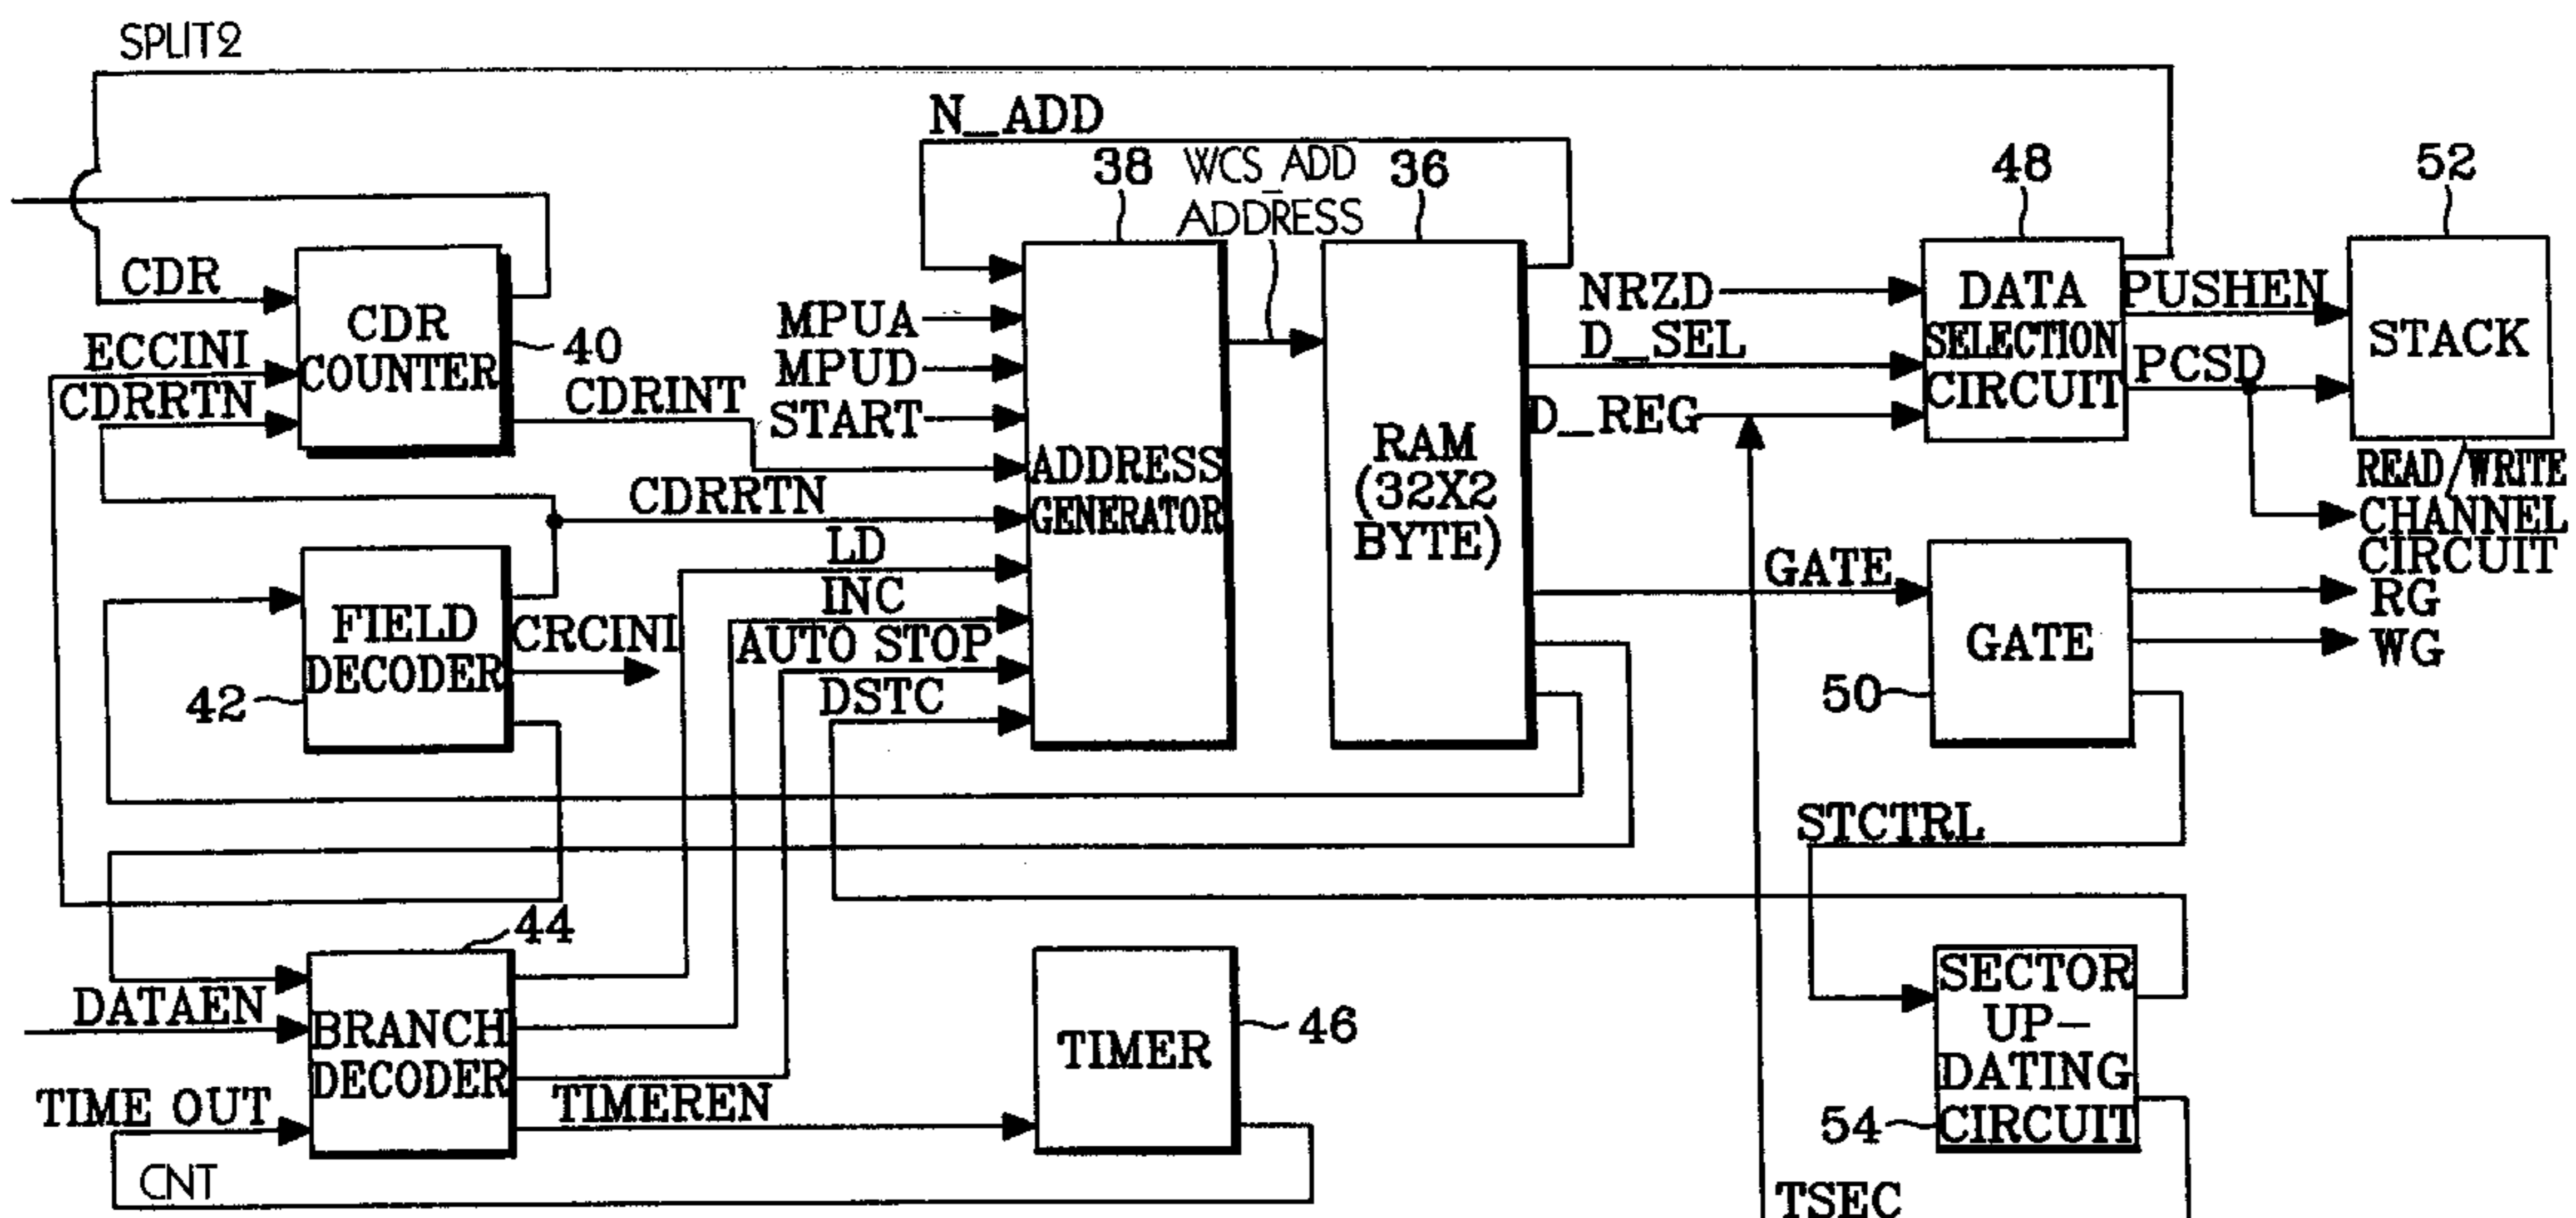 SPLIT2
N_ADD
38
WCS_ADD
ADDRESS
36
48
52
CDR
CDR
COUNTER
40
ECCINI
CDRRTN
CDRINT
MPUA
MPUD
START
ADDRESS
GENERATOR
RAM
(32X2
BYTE)
NRZD
D_SEL
D_REG
DATA
SELECTION
CIRCUIT
PUSHEN
PCSD
STACK
READ/WRITE
CHANNEL
CIRCUIT
CDRRTN
LD
INC
AUTO STOP
DSTC
FIELD
DECODER
42
CRCINI
GATE
GATE
50
RG
WG
STCTRL
44
DATAEN
BRANCH
DECODER
TIME OUT
TIMEREN
CNT
TIMER
46
SECTOR
UP-
DATING
CIRCUIT
54
TSEC